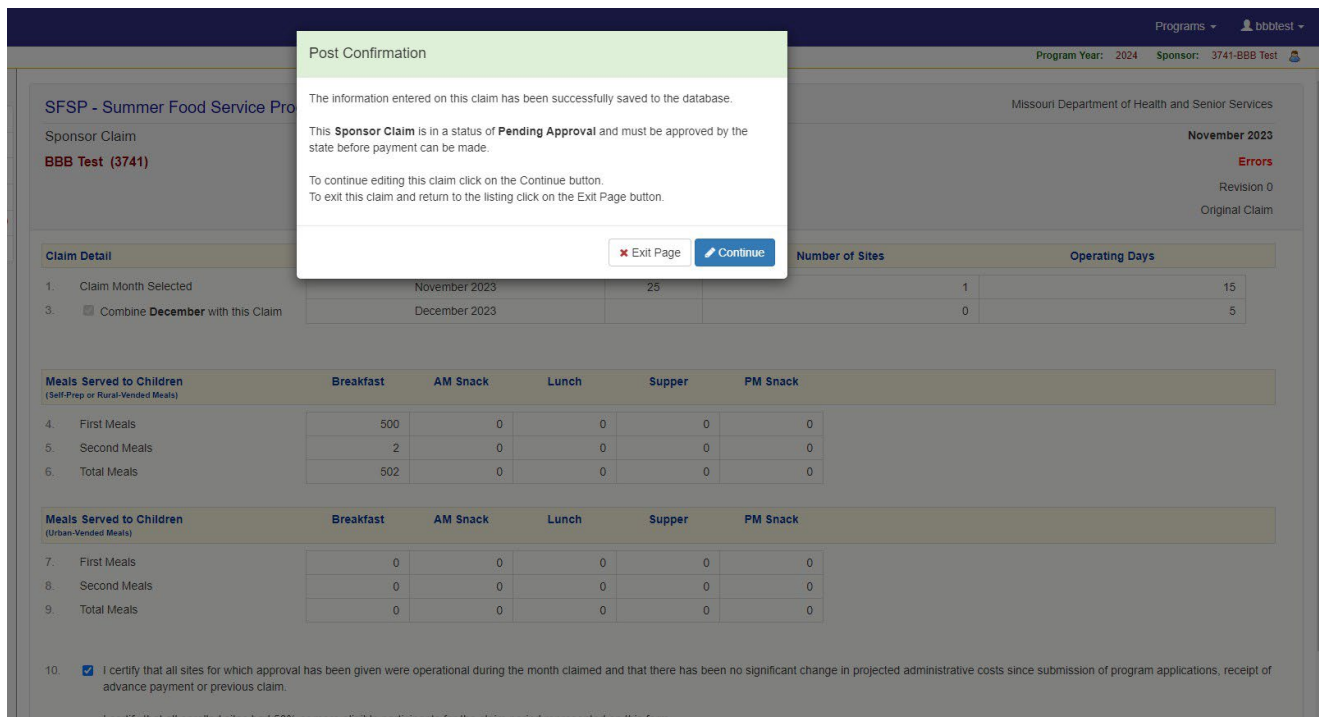 Programs
bbbtest
Program Year: 2024 Sponsor: 3741-BBB Test
Post Confirmation
The information entered on this claim has been successfully saved to the database.
This Sponsor Claim is in a status of Pending Approval and must be approved by the
state before payment can be made.
To continue editing this claim click on the Continue button.
To exit this claim and return to the listing click on the Exit Page button.
Exit Page Continue
SFSP - Summer Food Service Pro
Missouri Department of Health and Senior Services
Sponsor Claim
November 2023
BBB Test (3741)
Errors
Revision 0
Original Claim
Claim Detail Number of Sites Operating Days
1. Claim Month Selected November 2023 25 1 15
3. Combine December with this Claim December 2023 0 5
Meals Served to Children Breakfast AM Snack Lunch Supper PM Snack
(Self-Prep or Rural-Vended Meals)
4. First Meals 500 0 0 0 0
5. Second Meals 2 0 0 0 0
6. Total Meals 502 0 0 0 0
Meals Served to Children Breakfast AM Snack Lunch Supper PM Snack
(Urban-Vended Meals)
7. First Meals 0 0 0 0 0
8. Second Meals 0 0 0 0 0
9. Total Meals 0 0 0 0 0
10. I certify that all sites for which approval has been given were operational during the month claimed and that there has been no significant change in projected administrative costs since submission of program applications, receipt of
advance payment or previous claim.